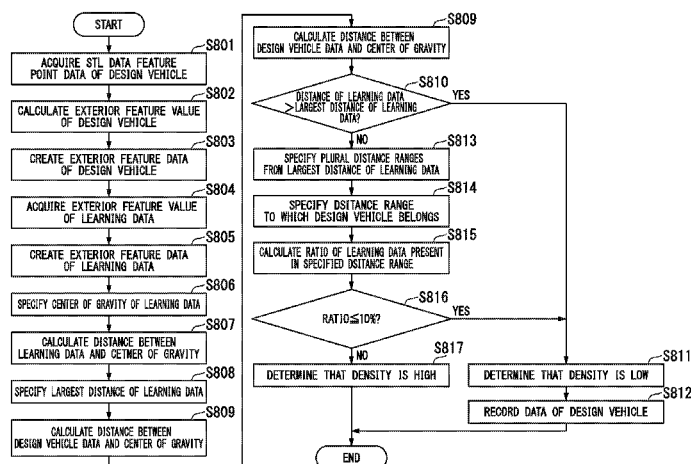 START
S801
ACQUIRE STL DATA FEATURE
POINT DATA OF DESIGN VEHICLE
S802
CALCULATE EXTERIOR FEATURE VALUE
OF DESIGN VEHICLE
S803
CREATE EXTERIOR FEATURE DATA
OF DESIGN VEHICLE
S804
ACQUIRE EXTERIOR FEATURE VALUE
OF LEARNING DATA
S805
CREATE EXTERIOR FEATURE DATA
OF LEARNING DATA
S806
SPECIFY CENTER OF GRAVITY OF LEARNING DATA
S807
CALCULATE DISTANCE BETWEEN
LEARNING DATA AND CETMER OF GRAVITY
S808
SPECIFY LARGEST DISTANCE OF LEARNING DATA
S809
CALCULATE DISTANCE BETWEEN
DESIGN VEHICLE DATA AND CENTER OF GRAVITY
S809
CALCULATE DISTANCE BETWEEN
DESIGN VEHICLE DATA AND CENTER OF GRAVITY
S810
DISTANCE OF LEARNING DATA
> LARGEST DISTANCE OF LEARNING
DATA?
YES
NO
S813
SPECIFY PLURAL DISTANCE RANGES
FROM LARGEST DISTANCE OF LEARNING DATA
S814
SPECIFY DSITANCE RANGE
TO WHICH DESIGN VEHICLE BELONGS
S815
CALCULATE RATIO OF LEARNING DATA PRESENT
IN SPECIFIED DSITANCE RANGE
S816
RATIO≦10%?
YES
NO
S817
DETERMINE THAT DENSITY IS HIGH
S811
DETERMINE THAT DENSITY IS LOW
S812
RECORD DATA OF DESIGN VEHICLE
END